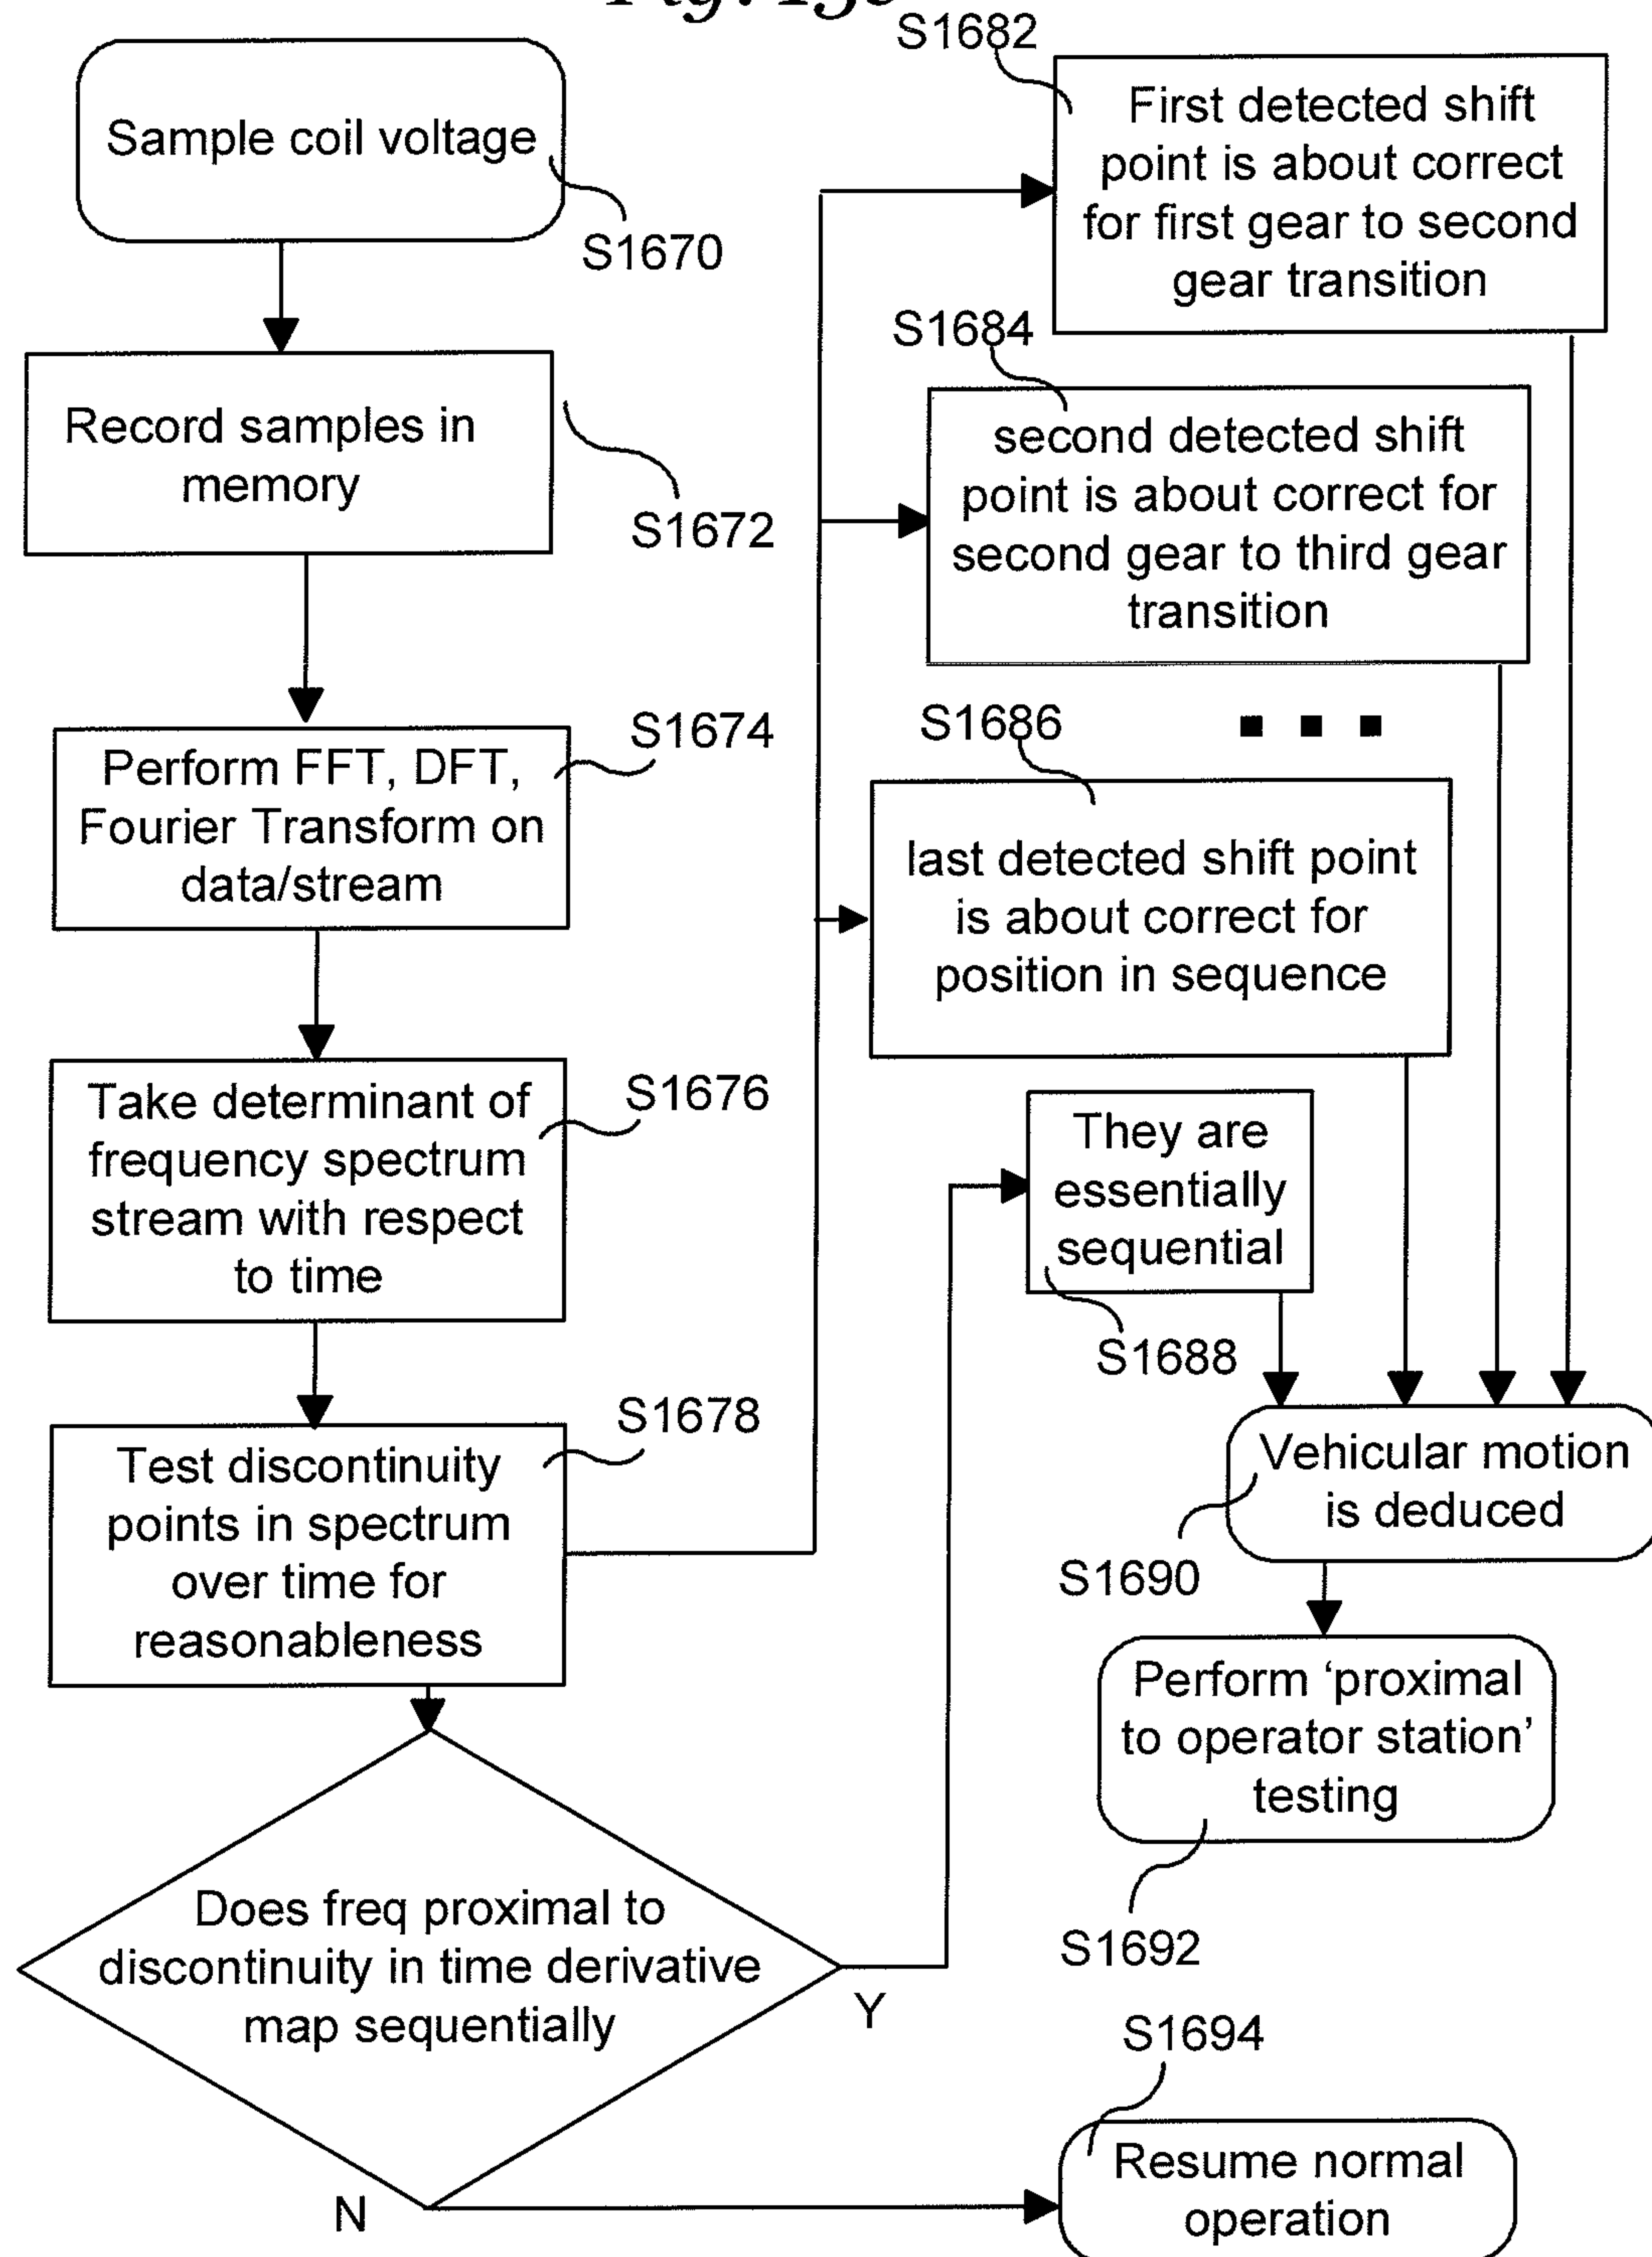 Sample coil voltage
S1670
Record samples in
memory
S1672
Perform FFT, DFT,
Fourier Transform on
data/stream
S1674
Take determinant of
frequency spectrum
stream with respect
to time
S1676
Test discontinuity
points in spectrum
over time for
reasonableness
S1678
Does freq proximal to
discontinuity in time derivative
map sequentially
Y
N
S1682
First detected shift
point is about correct
for first gear to second
gear transition
S1684
second detected shift
point is about correct for
second gear to third gear
transition
S1686
last detected shift point
is about correct for
position in sequence
They are
essentially
sequential
S1688
Vehicular motion
is deduced
S1690
Perform ‘proximal
to operator station’
testing
S1692
S1694
Resume normal
operation